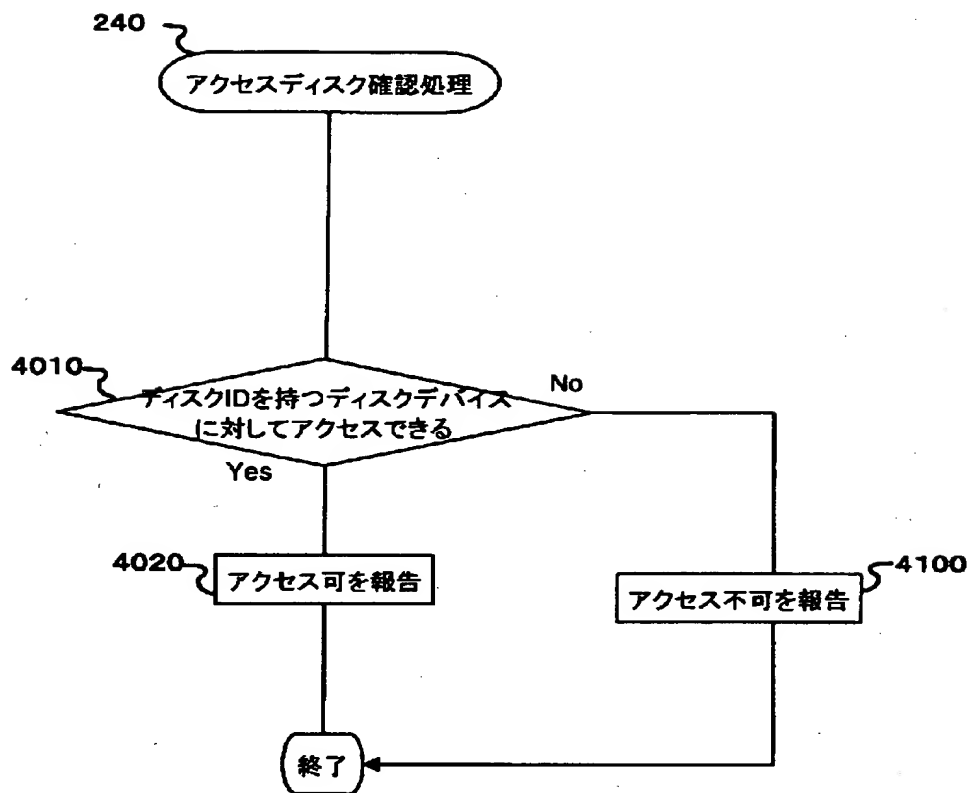 240
アクセスディスク確認処理
4010
ディスクIDを持つディスクデバイス
に対してアクセスできる
No
Yes
4020
アクセス可を報告
4100
アクセス不可を報告
終了